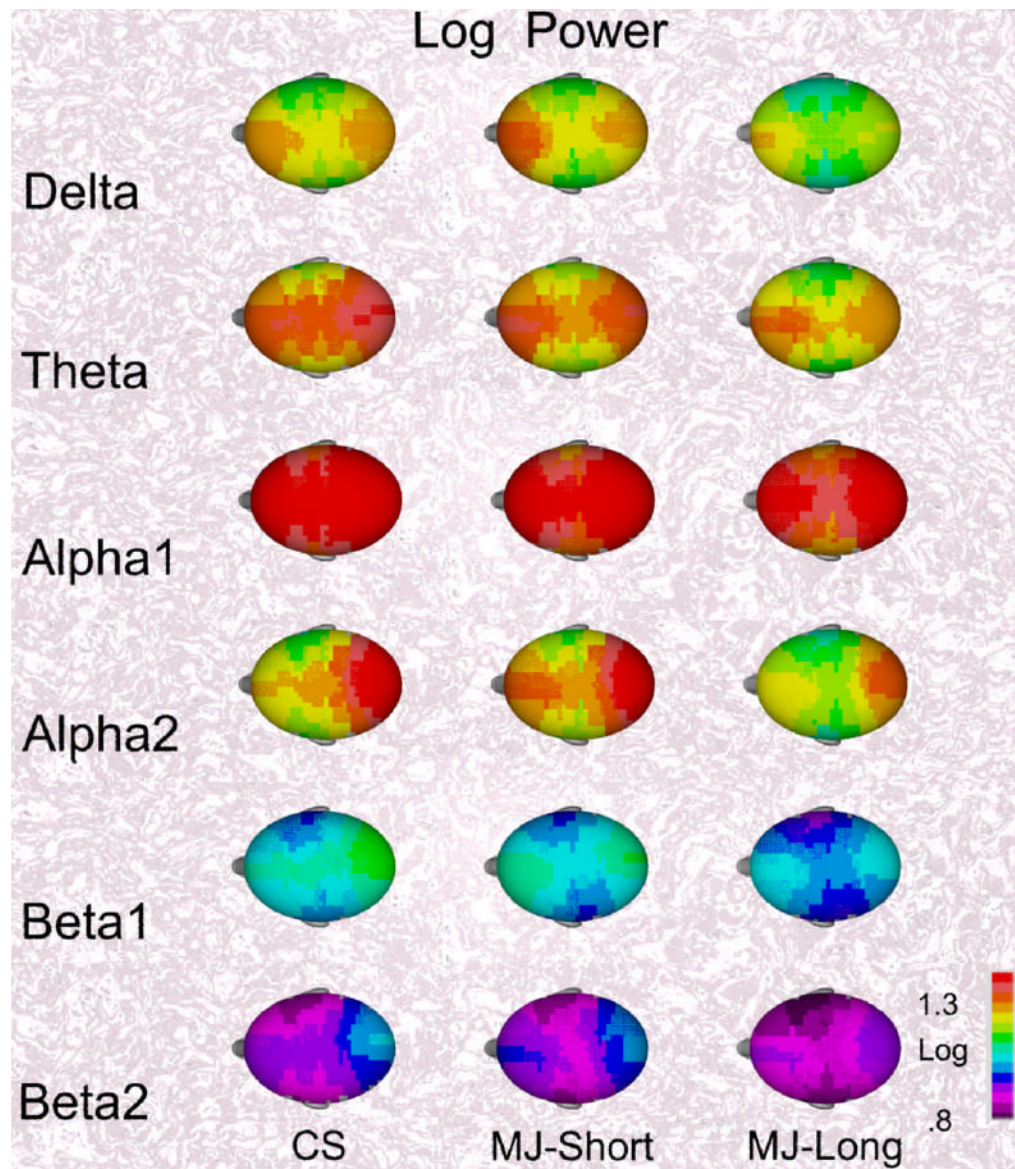 Log Power
Delta
Theta
Alpha1
Alpha2
Beta1
1.3
Log
.8
Beta2
CS MJ-Short MJ-Long